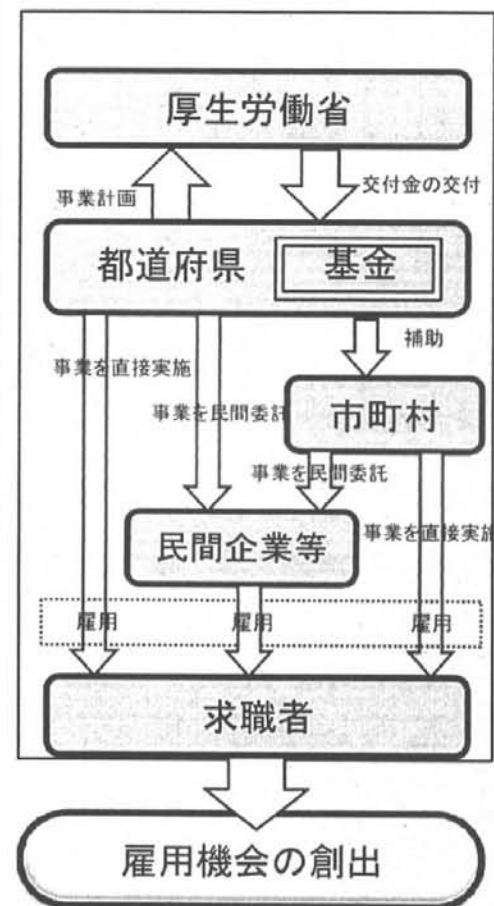 厚生労働省
事業計画
交付金の交付
都道府県
基金
補助
事業を直接実施
事業を民間委託
市町村
事業を民間委託
事業を直接実施
民間企業等
雇用
雇用
雇用
求職者
雇用機会の創出